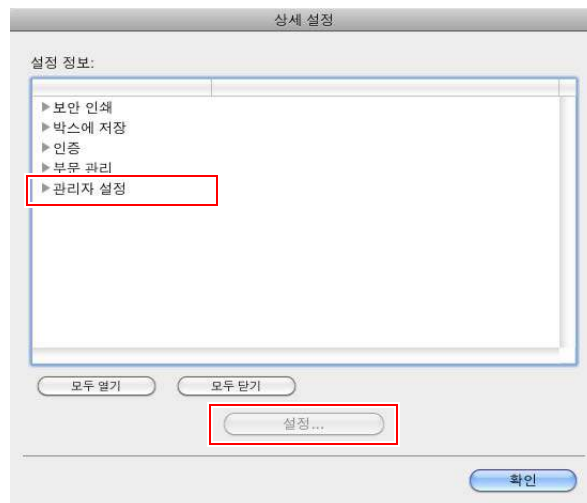 상세 설정
설정 정보:
보안 인쇄
박스에 저장
인증
부문 관리
관리자 설정
모두 열기 모두 닫기
설정...
확인